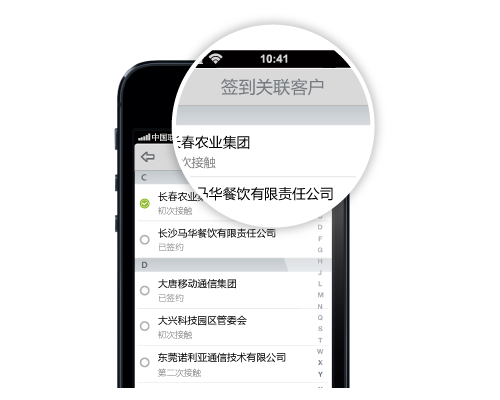 10:41
签到关联客户
长春农业集团
次接触
马华餐饮有限责任公司
中国联
C
长春农业集
初次接触
长沙马华餐饮有限责任公司
已签约
D
大唐移动通信集团
已签约
大兴科技园区管委会
初次接触
东莞诺利亚通信技术有限公司
第二次接触
D
F
G
H
J
L
M
N
Q
S
T
W
X
Y